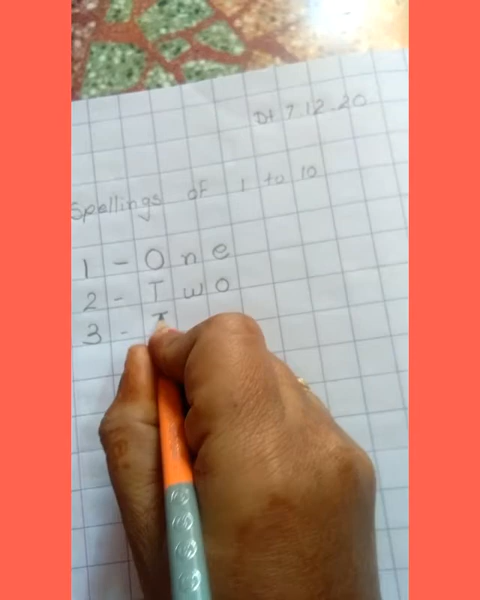 Dt 7.12.20
Spellings of 1 to 10
1 - One
2 - Two
3 - T